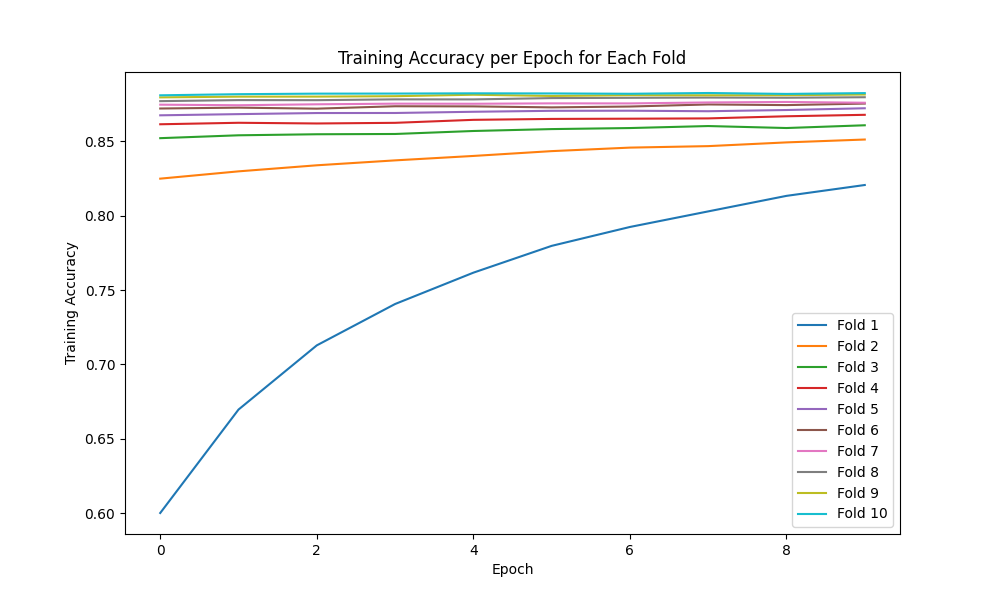 Training Accuracy per Epoch for Each Fold
Training Accuracy
0.85
0.80
0.75
0.70
0.65
0.60
0
2
4
6
8
Epoch
Fold 1
Fold 2
Fold 3
Fold 4
Fold 5
Fold 6
Fold 7
Fold 8
Fold 9
Fold 10